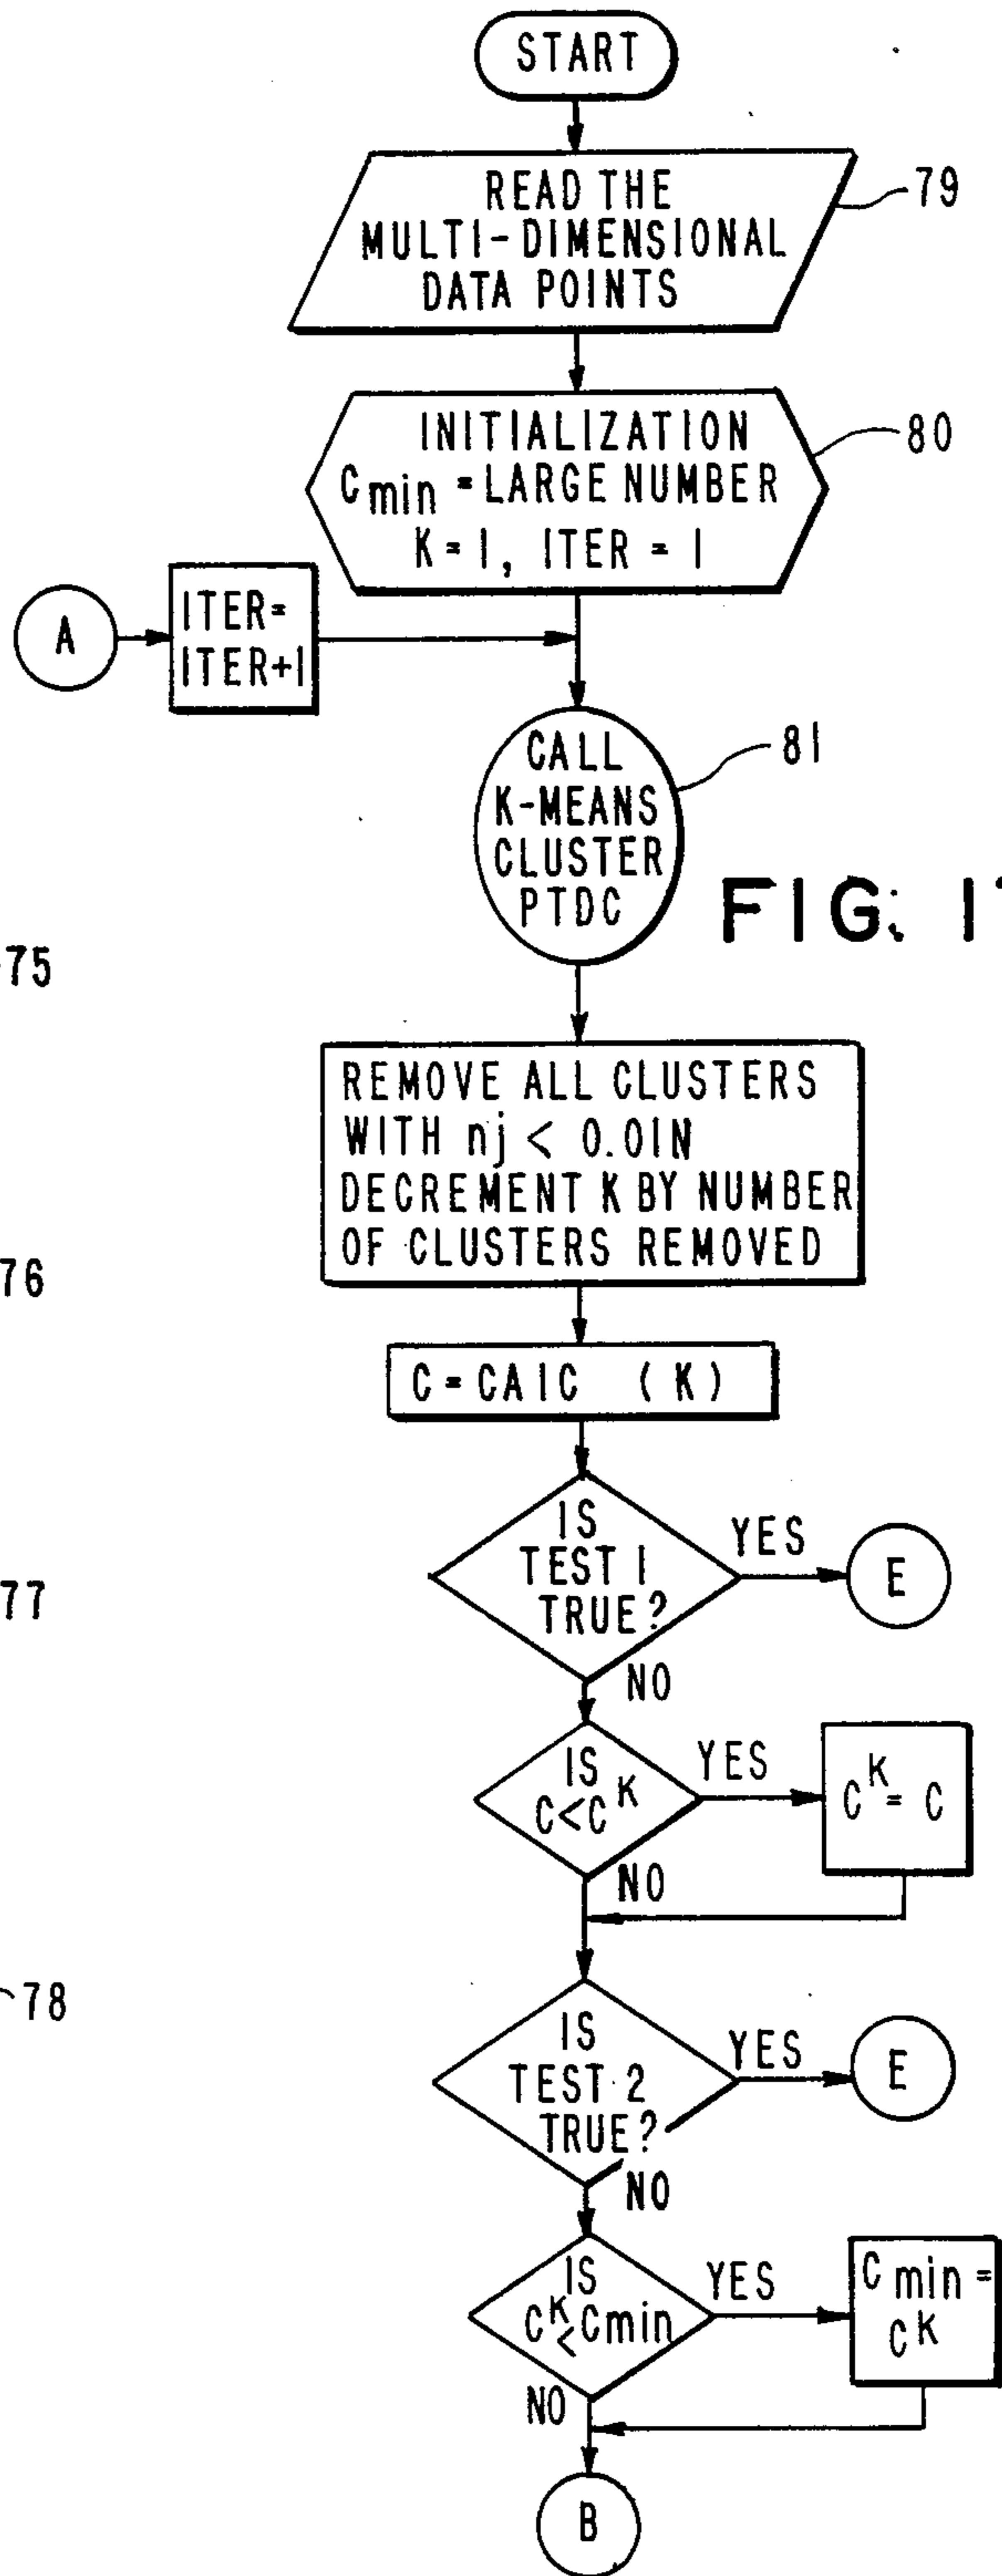 START
READ THE
MULTI-DIMENSIONAL
DATA POINTS
79
INITIALIZATION
Cmin = LARGE NUMBER
K = 1, ITER = 1
80
A
ITER=
ITER+1
CALL
K-MEANS
CLUSTER
PTDC
81
FIG. 1
75
REMOVE ALL CLUSTERS
WITH nj < 0.01N
DECREMENT K BY NUMBER
OF CLUSTERS REMOVED
76
C = CAIC (K)
IS
TEST 1
TRUE?
YES
E
77
NO
IS
C<C^K
YES
C^K = C
NO
78
IS
TEST 2
TRUE?
YES
E
NO
IS
C^K<Cmin
YES
Cmin =
C^K
NO
B